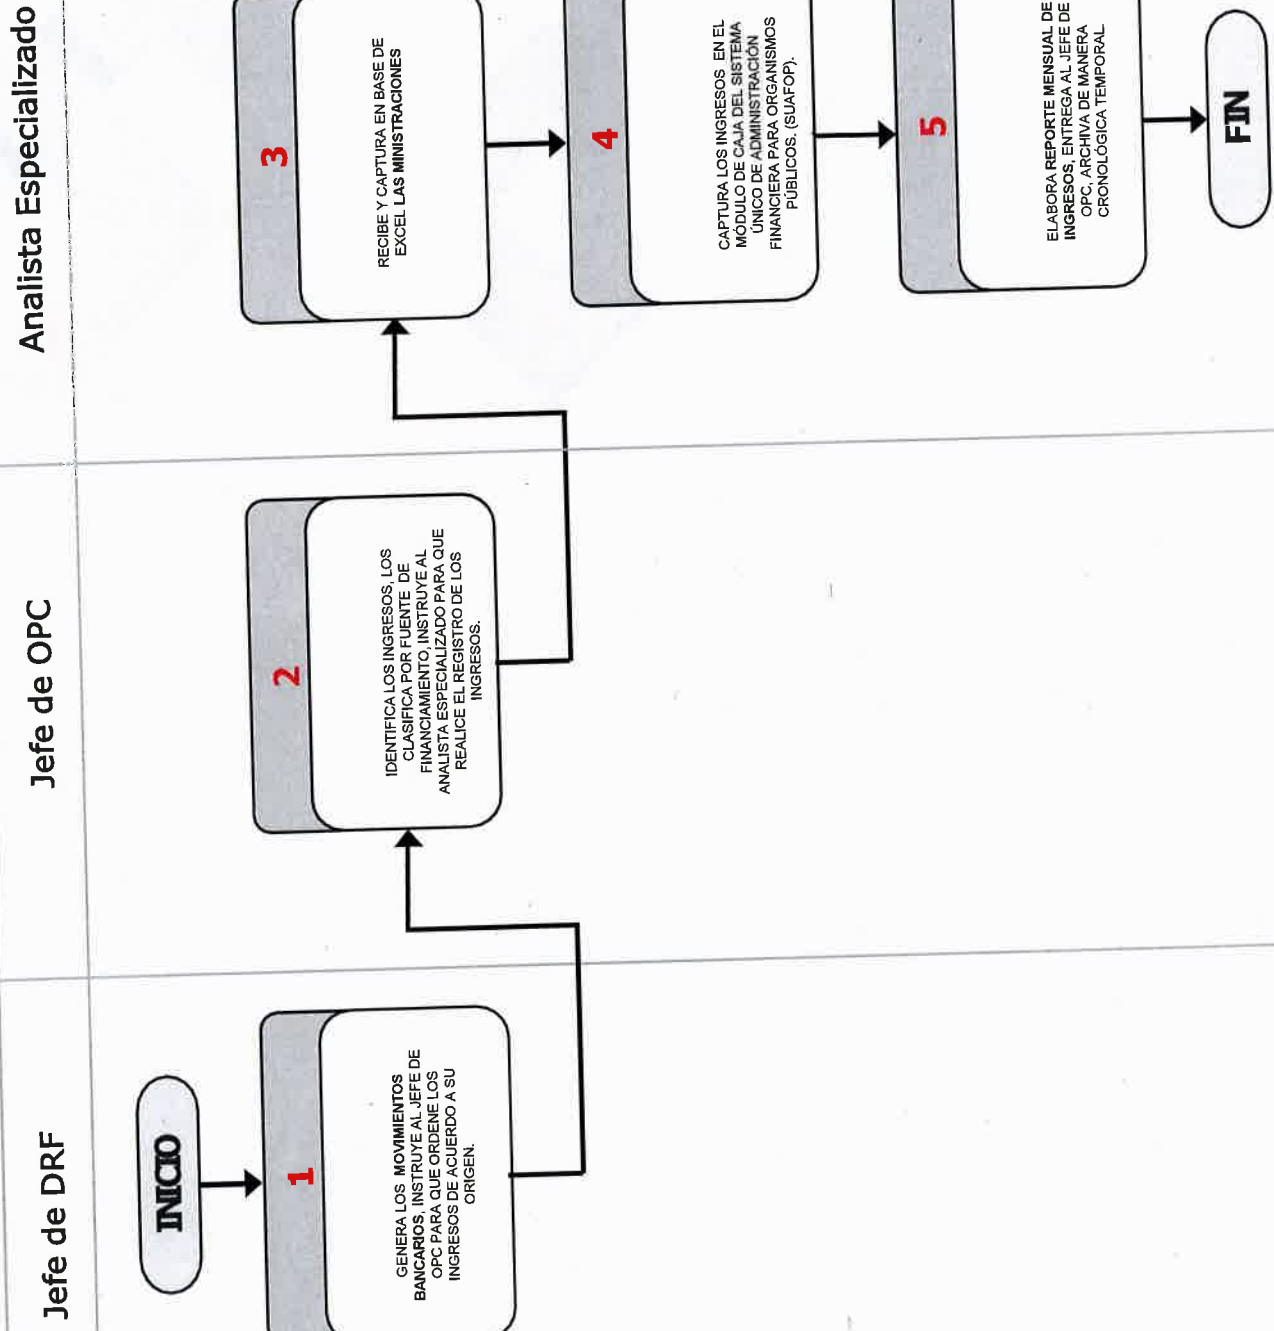 Jefe de DRF
Jefe de OPC
Analista Especializado
INICIO
1
GENERA LOS MOVIMIENTOS
BANCARIOS, INSTRUYE AL JEFE DE
OPC PARA QUE ORDENE LOS
INGRESOS DE ACUERDO A SU
ORIGEN.
2
IDENTIFICA LOS INGRESOS, LOS
CLASIFICA POR FUENTE DE
FINANCIAMIENTO, INSTRUYE AL
ANALISTA ESPECIALIZADO PARA QUE
REALICE EL REGISTRO DE LOS
INGRESOS.
3
RECIBE Y CAPTURA EN BASE DE
EXCEL LAS MINISTRACIONES
4
CAPTURA LOS INGRESOS EN EL
MÓDULO DE CAJA DEL SISTEMA
ÚNICO DE ADMINISTRACIÓN
FINANCIERA PARA ORGANISMOS
PÚBLICOS. (SUAFOP).
5
ELABORA REPORTE MENSUAL DE
INGRESOS, ENTREGA AL JEFE DE
OPC, ARCHIVA DE MANERA
CRONOLÓGICA TEMPORAL.
FIN